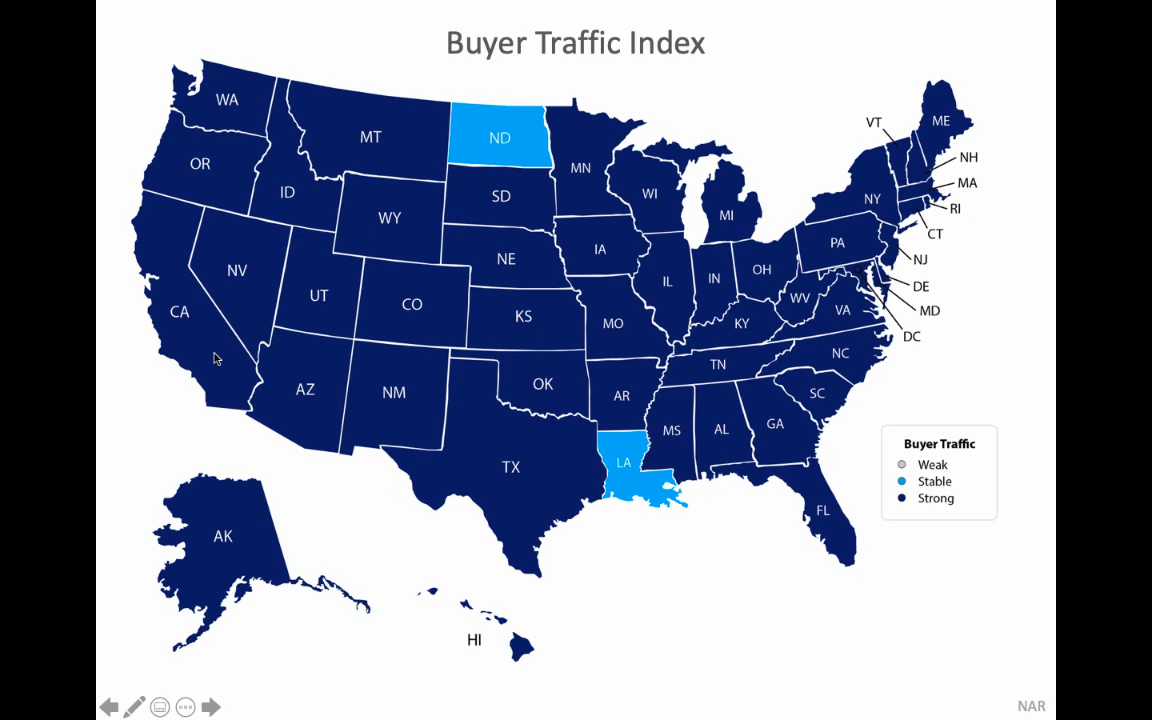 Buyer Traffic Index
WA
MT
ND
MN
VT
ME
OR
ID
WY
SD
WI
MI
NY
NH
MA
RI
CT
NV
UT
CO
NE
IA
IL
IN
OH
PA
NJ
DE
MD
DC
CA
KS
MO
KY
WV
VA
AZ
NM
OK
AR
TN
NC
SC
TX
LA
MS
AL
GA
FL
AK
HI
Buyer Traffic
Weak
Stable
Strong
NAR